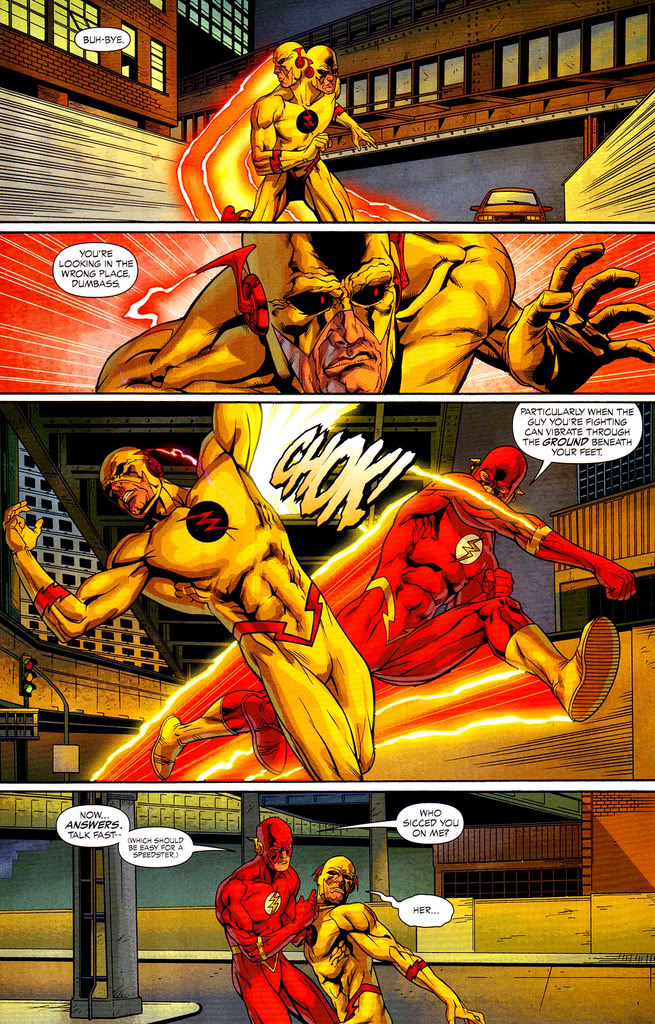 BUH-BYE.
YOU'RE
LOOKING IN THE
WRONG PLACE,
DUMBASS.
CHOK!
PARTICULARLY WHEN THE
GUY YOU'RE FIGHTING
CAN VIBRATE THROUGH
THE GROUND BENEATH
YOUR FEET.
NOW...
ANSWERS.
TALK FAST--
(WHICH SHOULD
BE EASY FOR A
SPEEDSTER.)
WHO
SICCED YOU
ON ME?
HER...